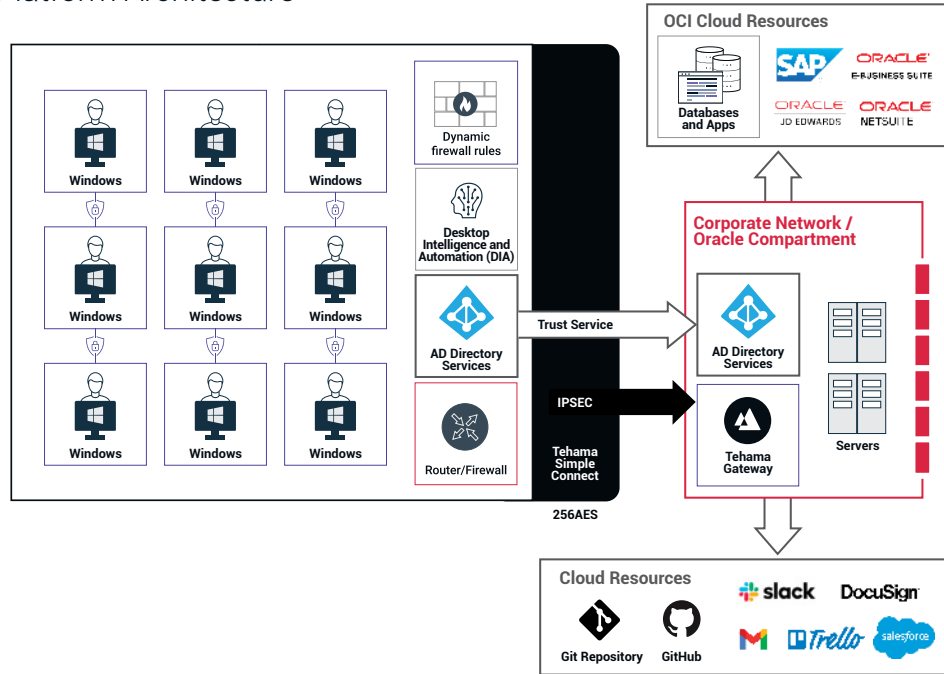 OCI Cloud Resources
Databases
and Apps
SAP
ORACLE
E-BUSINESS SUITE
ORACLE
JD EDWARDS
ORACLE
NETSUITE
Windows
Windows
Windows
Windows
Windows
Windows
Windows
Windows
Windows
Dynamic
firewall rules
Desktop
Intelligence and
Automation (DIA)
AD Directory
Services
Router/Firewall
Trust Service
IPSEC
Tehama
Simple
Connect
256AES
Corporate Network /
Oracle Compartment
AD Directory
Services
Tehama
Gateway
Servers
Cloud Resources
Git Repository
GitHub
slack
DocuSign
Trello
salesforce